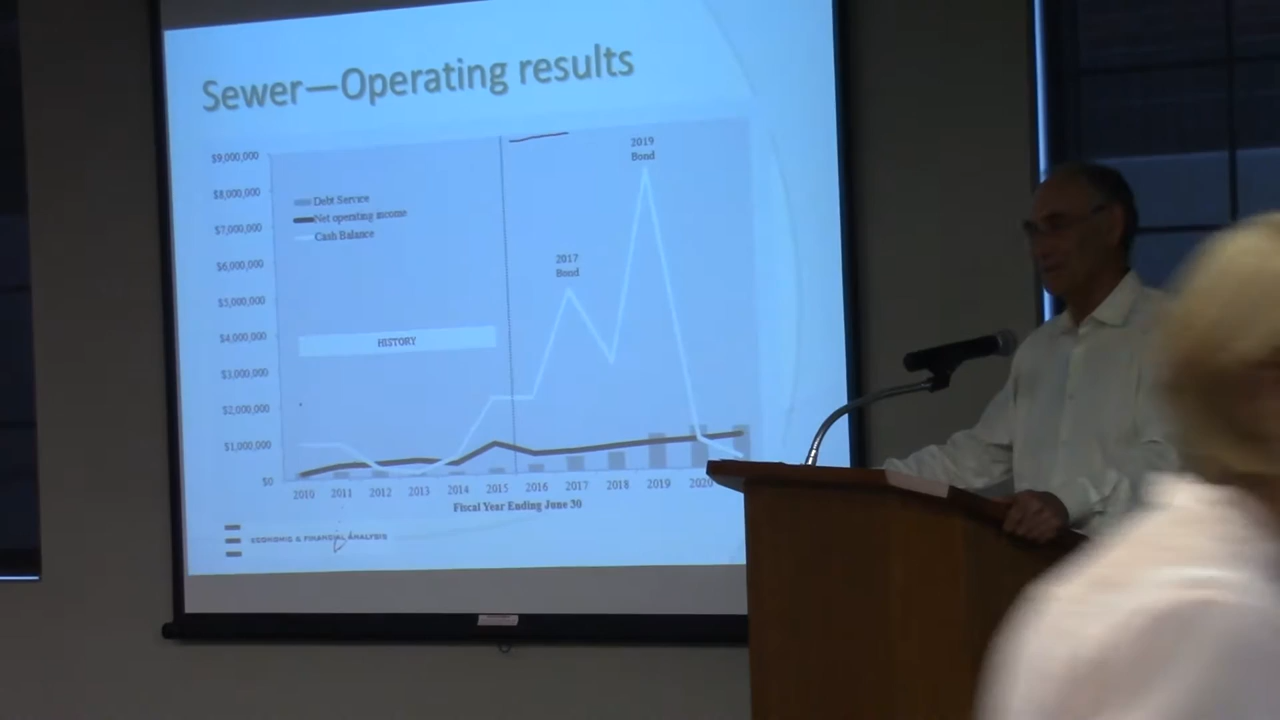 Sewer—Operating results
2019
Bond
$9,000,000
$8,000,000
Debt Service
Net operating income
$7,000,000
Cash Balance
2017
Bond
$6,000,000
$5,000,000
$4,000,000
HISTORY
$3,000,000
$2,000,000
$1,000,000
$0
2010 2011 2012 2013 2014 2015 2016 2017 2018 2019 2020
Fiscal Year Ending June 30
ECONOMIC & FINANCIAL ANALYSIS